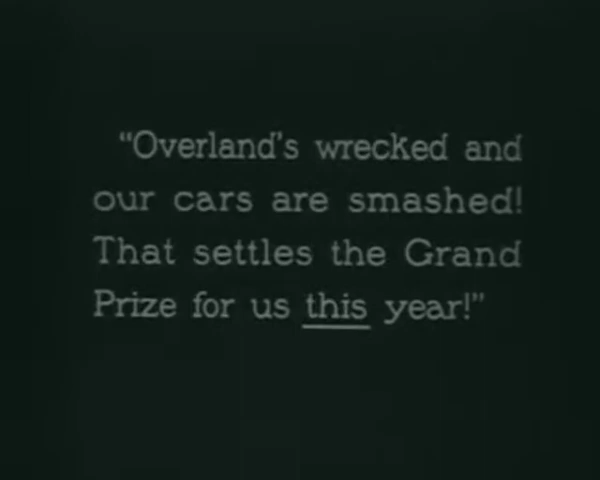 “Overland's wrecked and
our cars are smashed!
That settles the Grand
Prize for us this year!”